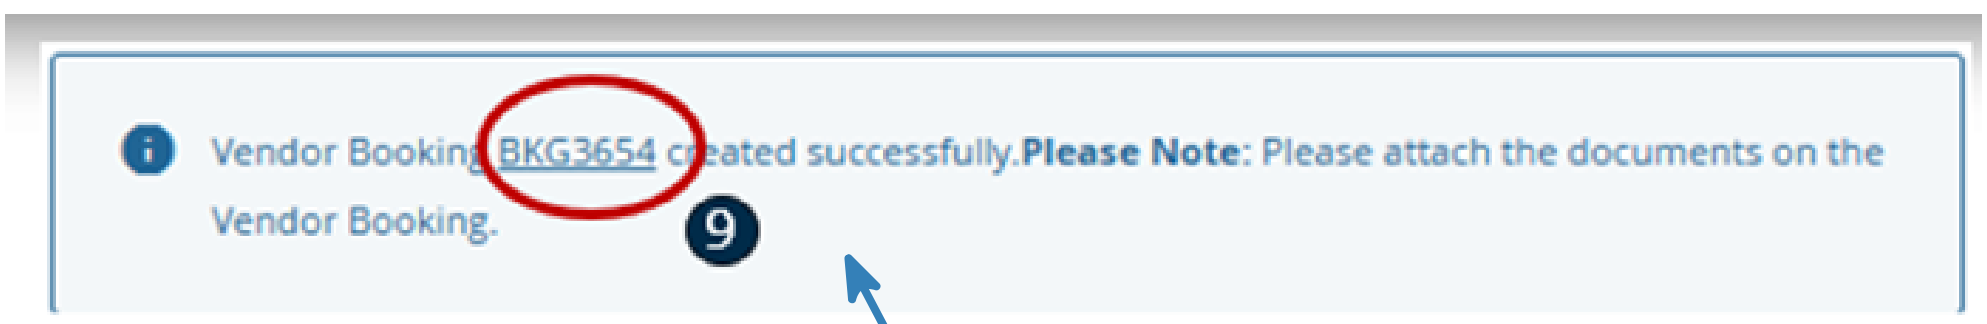 Vendor Booking BKG3654 created successfully.Please Note: Please attach the documents on the
Vendor Booking.
9